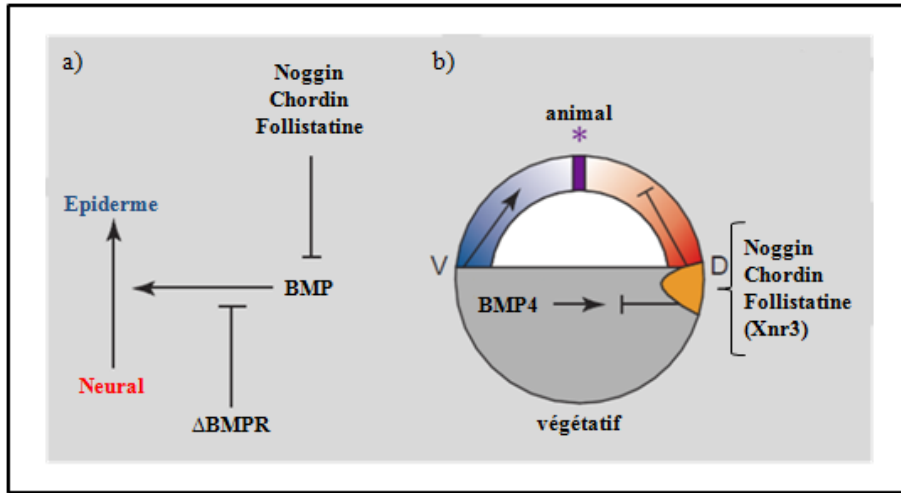 a)
Noggin
Chordin
Follistatine
Epiderme
BMP
Neural
ΔBMPR
b)
animal
*
V
D
BMP4
Noggin
Chordin
Follistatine
(Xnr3)
végétatif